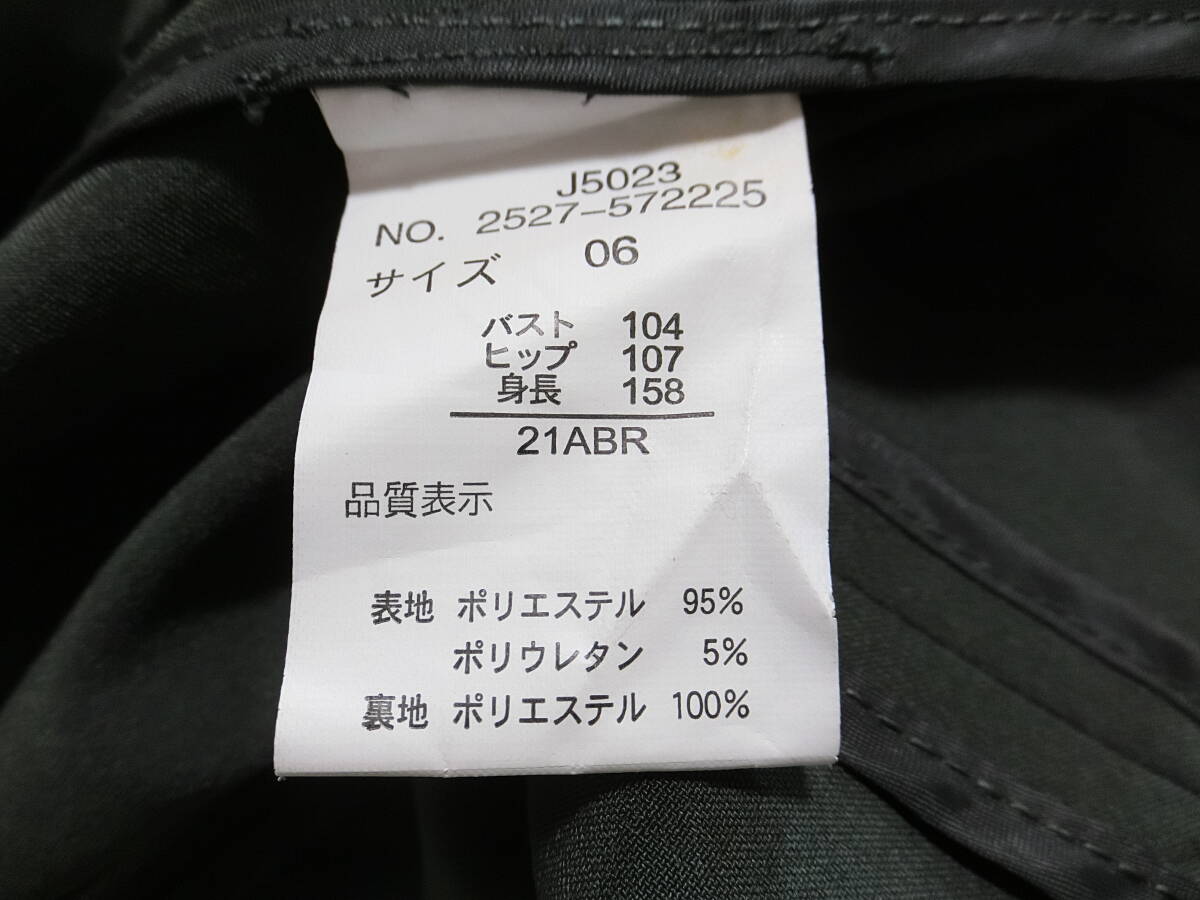 J5023
NO. 2527-572225
サイズ 06
バスト 104
ヒップ 107
身長 158
21ABR
品質表示
表地 ポリエステル 95%
ポリウレタン 5%
裏地 ポリエステル 100%